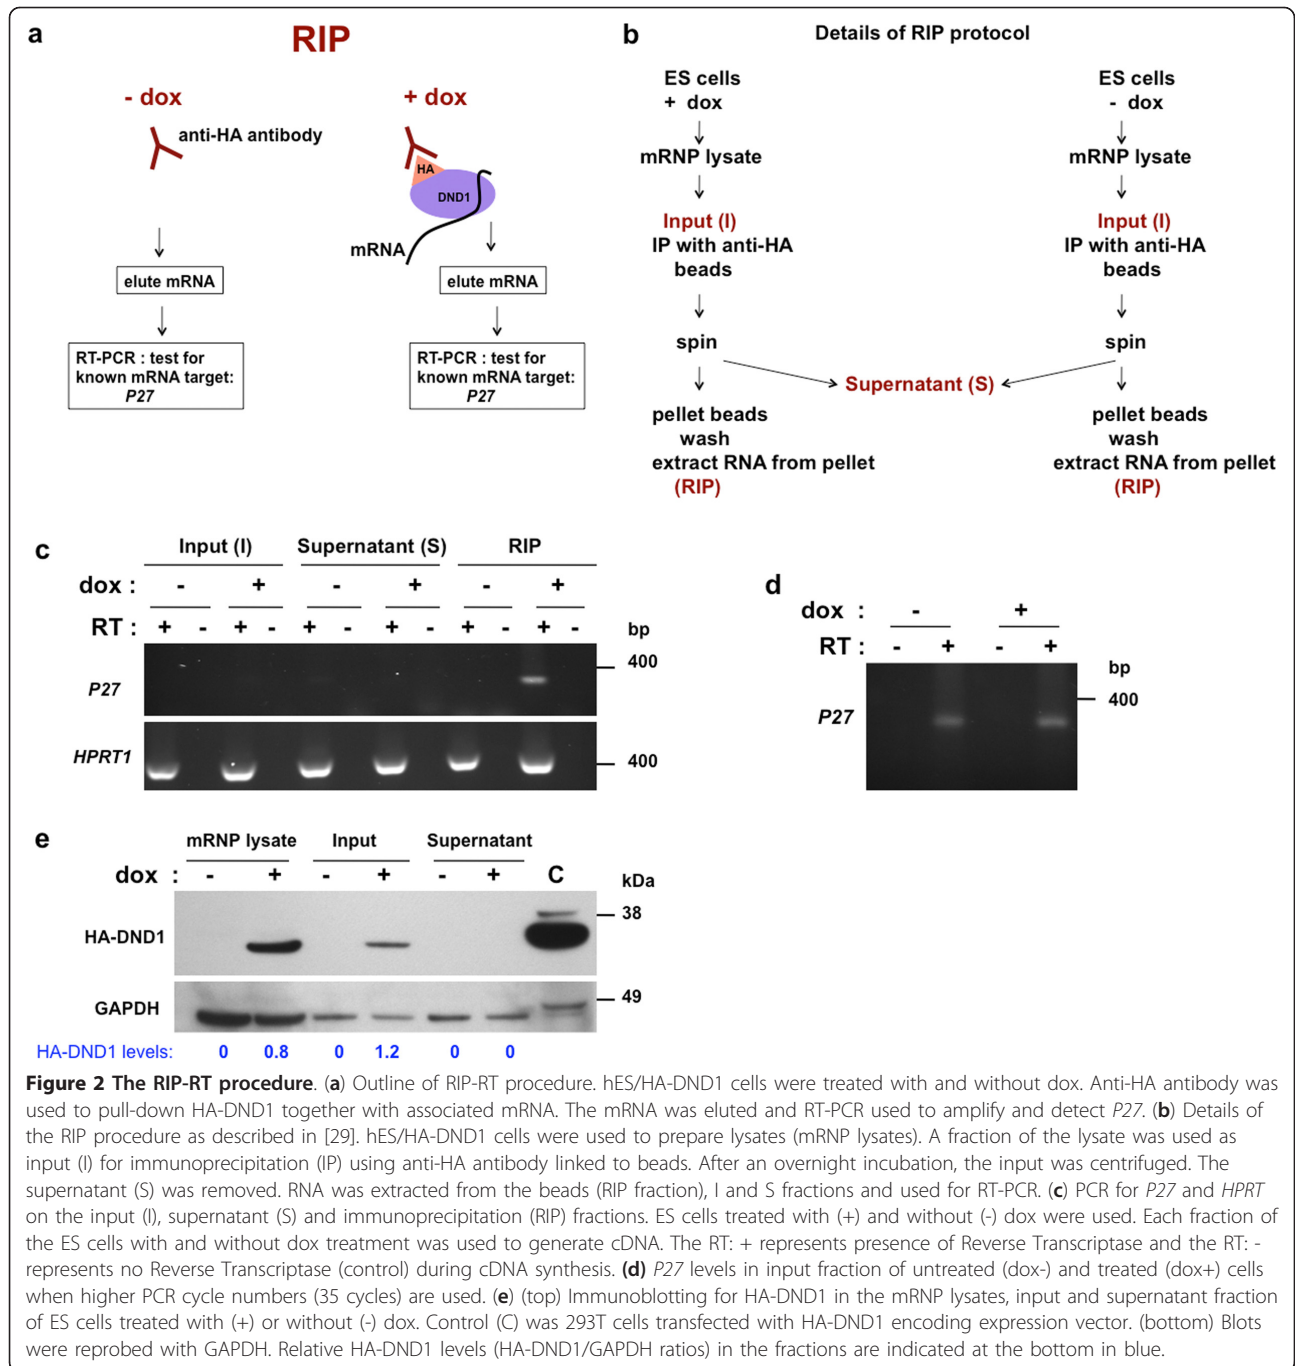 a
RIP
- dox
+ dox
anti-HA antibody
HA
DND1
mRNA
elute mRNA
elute mRNA
RT-PCR : test for
known mRNA target:
P27
RT-PCR : test for
known mRNA target:
P27
b
Details of RIP protocol
ES cells
+ dox
mRNP lysate
Input (I)
IP with anti-HA
beads
spin
pellet beads
wash
extract RNA from pellet
(RIP)
Supernatant (S)
ES cells
- dox
mRNP lysate
Input (I)
IP with anti-HA
beads
spin
pellet beads
wash
extract RNA from pellet
(RIP)
c
Input (I) Supernatant (S) RIP
dox : - + - + - +
RT : + - + - + - + - + - + -
bp
400
P27
HPRT1
400
d
dox : - +
RT : - + - +
bp
400
P27
e
mRNP lysate Input Supernatant
dox : - + - + - + C
kDa
38
HA-DND1
49
GAPDH
HA-DND1 levels: 0 0.8 0 1.2 0 0
Figure 2 The RIP-RT procedure. (a) Outline of RIP-RT procedure. hES/HA-DND1 cells were treated with and without dox. Anti-HA antibody was
used to pull-down HA-DND1 together with associated mRNA. The mRNA was eluted and RT-PCR used to amplify and detect P27. (b) Details of
the RIP procedure as described in [29]. hES/HA-DND1 cells were used to prepare lysates (mRNP lysates). A fraction of the lysate was used as
input (I) for immunoprecipitation (IP) using anti-HA antibody linked to beads. After an overnight incubation, the input was centrifuged. The
supernatant (S) was removed. RNA was extracted from the beads (RIP fraction), I and S fractions and used for RT-PCR. (c) PCR for P27 and HPRT
on the input (I), supernatant (S) and immunoprecipitation (RIP) fractions. ES cells treated with (+) and without (-) dox were used. Each fraction of
the ES cells with and without dox treatment was used to generate cDNA. The RT: + represents presence of Reverse Transcriptase and the RT: -
represents no Reverse Transcriptase (control) during cDNA synthesis. (d) P27 levels in input fraction of untreated (dox-) and treated (dox+) cells
when higher PCR cycle numbers (35 cycles) are used. (e) (top) Immunoblotting for HA-DND1 in the mRNP lysates, input and supernatant fraction
of ES cells treated with (+) or without (-) dox. Control (C) was 293T cells transfected with HA-DND1 encoding expression vector. (bottom) Blots
were reprobed with GAPDH. Relative HA-DND1 levels (HA-DND1/GAPDH ratios) in the fractions are indicated at the bottom in blue.